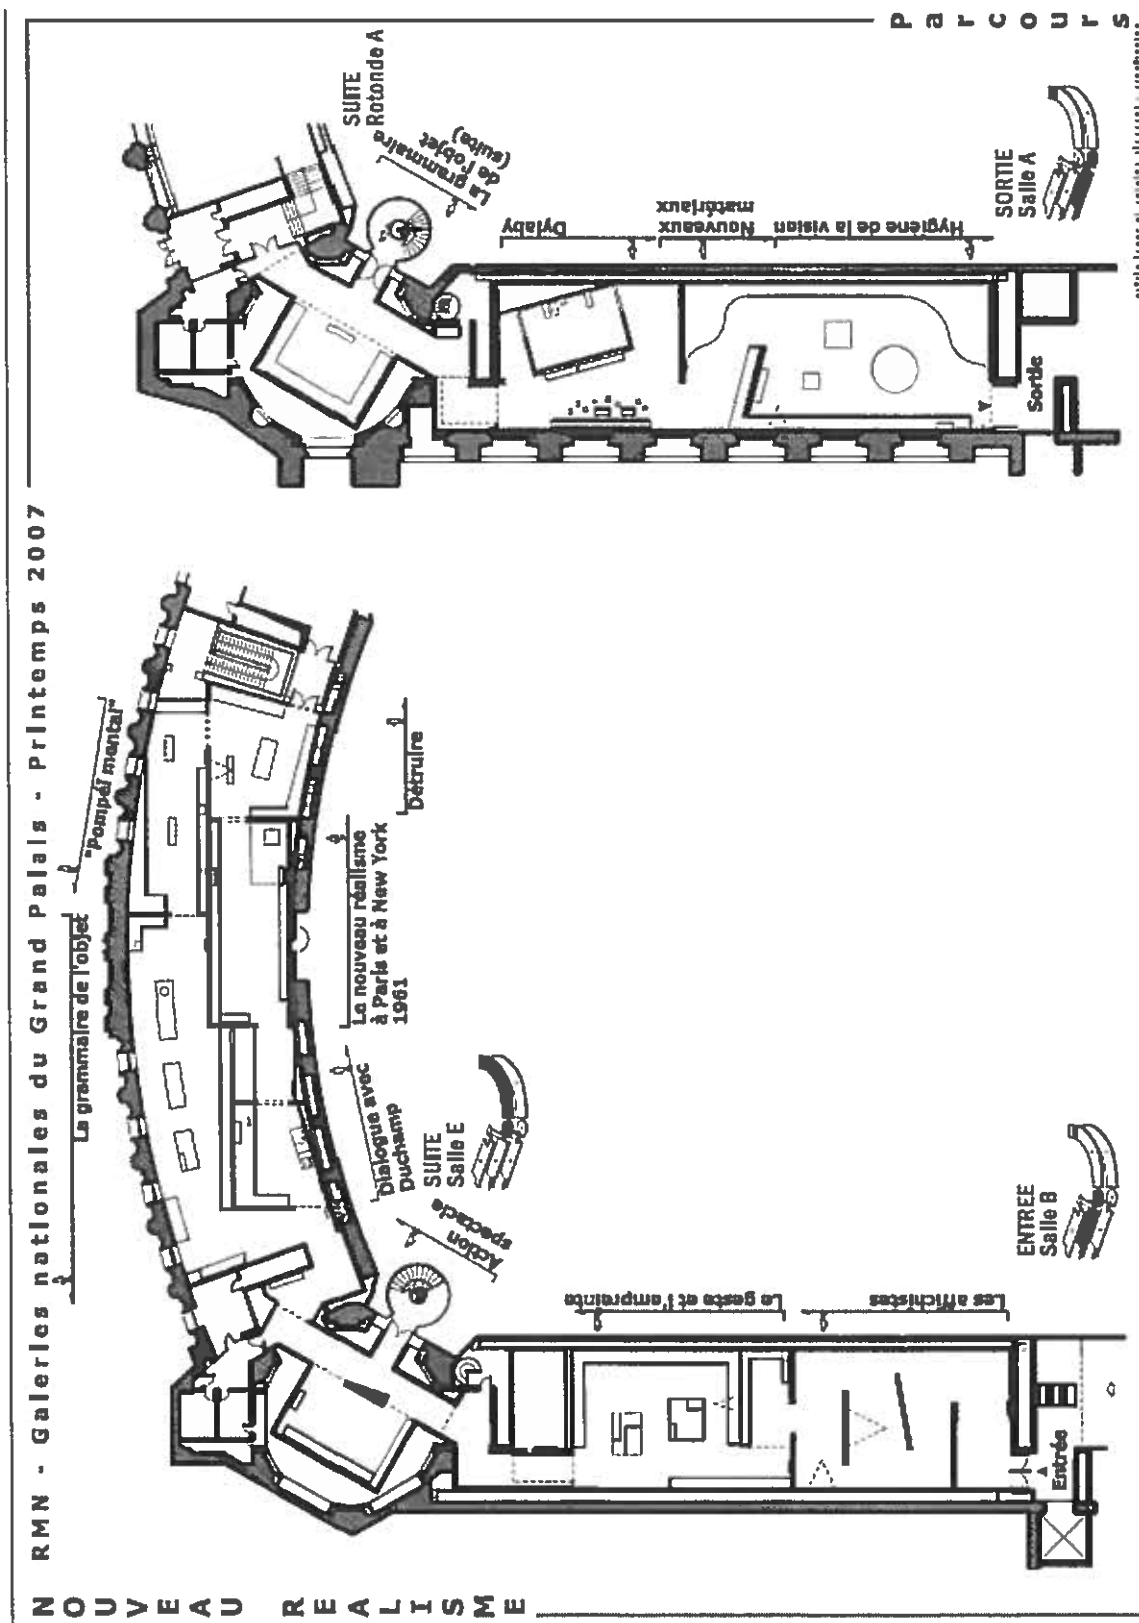 NOUVEAU REALISME
RMN - Galeries nationales du Grand Palais - Printemps 2007
Parcours
ENTREE
Salle B
Entrée
Les affichistes
Le geste et l'empreinte
Action
spectacle
SUITE
Salle E
Dialogue avec
Duchamp
Le nouveau réalisme
à Paris et à New York
1961
Détruire
"Pompéi mental"
La grammaire de l'objet
SUITE
Rotonde A
La grammaire
de l'objet
(suite)
Dylaby
Nouveaux
matériaux
Hygiène de la vision
SORTIE
Salle A
Sortie